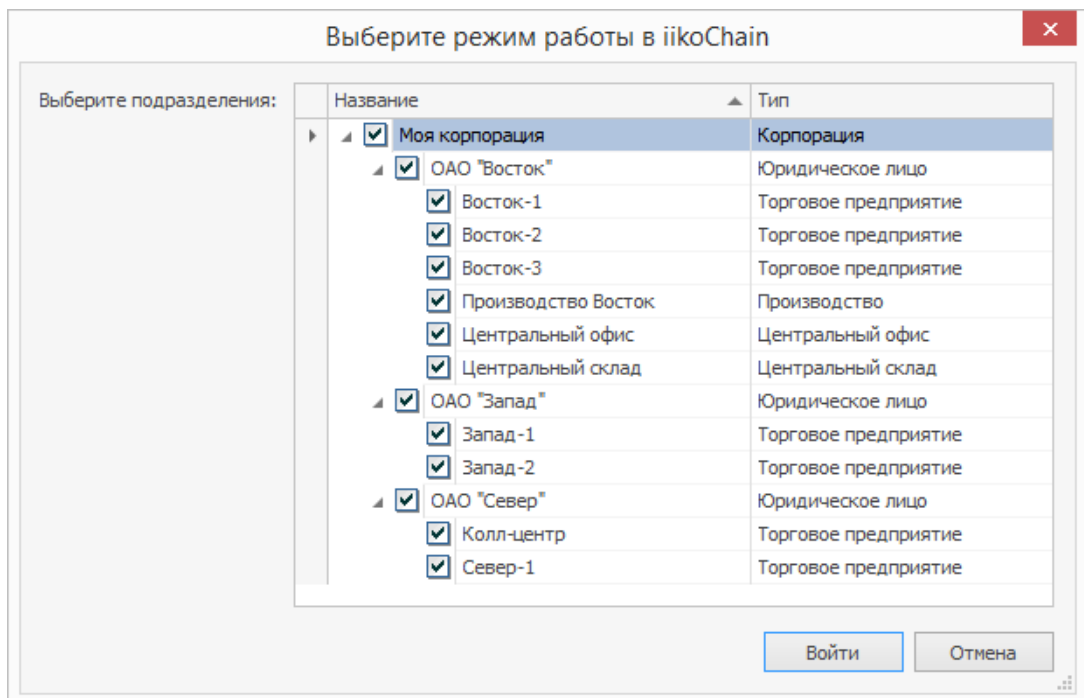 Выберите режим работы в iikoChain
Выберите подразделения:
Название Тип
Моя корпорация Корпорация
ОАО "Восток" Юридическое лицо
Восток-1 Торговое предприятие
Восток-2 Торговое предприятие
Восток-3 Торговое предприятие
Производство Восток Производство
Центральный офис Центральный офис
Центральный склад Центральный склад
ОАО "Запад" Юридическое лицо
Запад-1 Торговое предприятие
Запад-2 Торговое предприятие
ОАО "Север" Юридическое лицо
Колл-центр Торговое предприятие
Север-1 Торговое предприятие
Войти Отмена